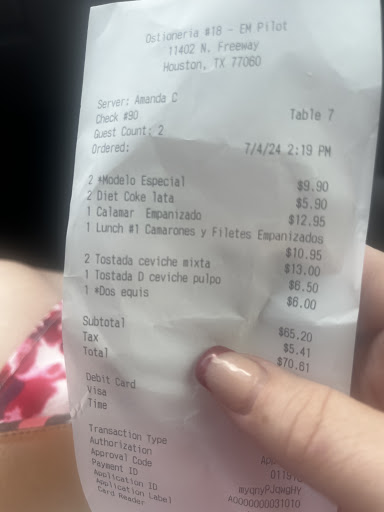 Ostioneria #18 - EM Pilot
11402 N. Freeway
Houston, TX 77060
Server: Amanda C
Check #90 Table 7
Guest Count: 2
Ordered: 7/4/24 2:19 PM
2 *Modelo Especial $9.90
2 Diet Coke lata $5.90
1 Calamar Empanizado $12.95
1 Lunch #1 Camarones y Filetes Empanizados
$10.95
2 Tostada ceviche mixta $13.00
1 Tostada D ceviche pulpo $6.50
1 *Dos equis $6.00
Subtotal $65.20
Tax $5.41
Total $70.61
Debit Card
Visa
Time
Transaction Type
Authorization
Approval Code
Payment ID myqnyPJqwgHY
Application ID A0000000031010
Application Label
Card Reader